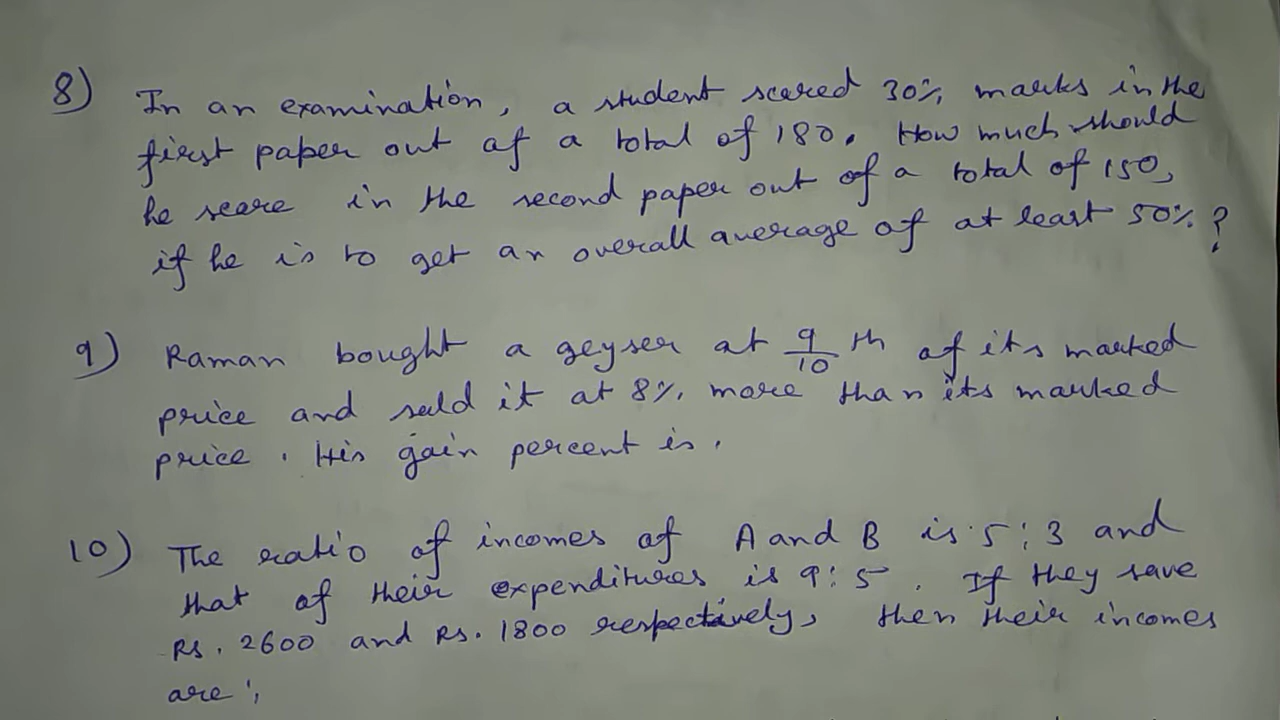 8) In an examination, a student scored 30% marks in the
first paper out of a total of 180. How much should
he score in the second paper out of a total of 150,
if he is to get an overall average of at least 50%?
9) Raman bought a geyser at 9/10 th of its marked
price and sold it at 8% more than its marked
price. His gain percent is.
10) The ratio of incomes of A and B is 5:3 and
that of their expenditures is 9:5. If they save
Rs. 2600 and Rs. 1800 respectively, then their incomes
are: